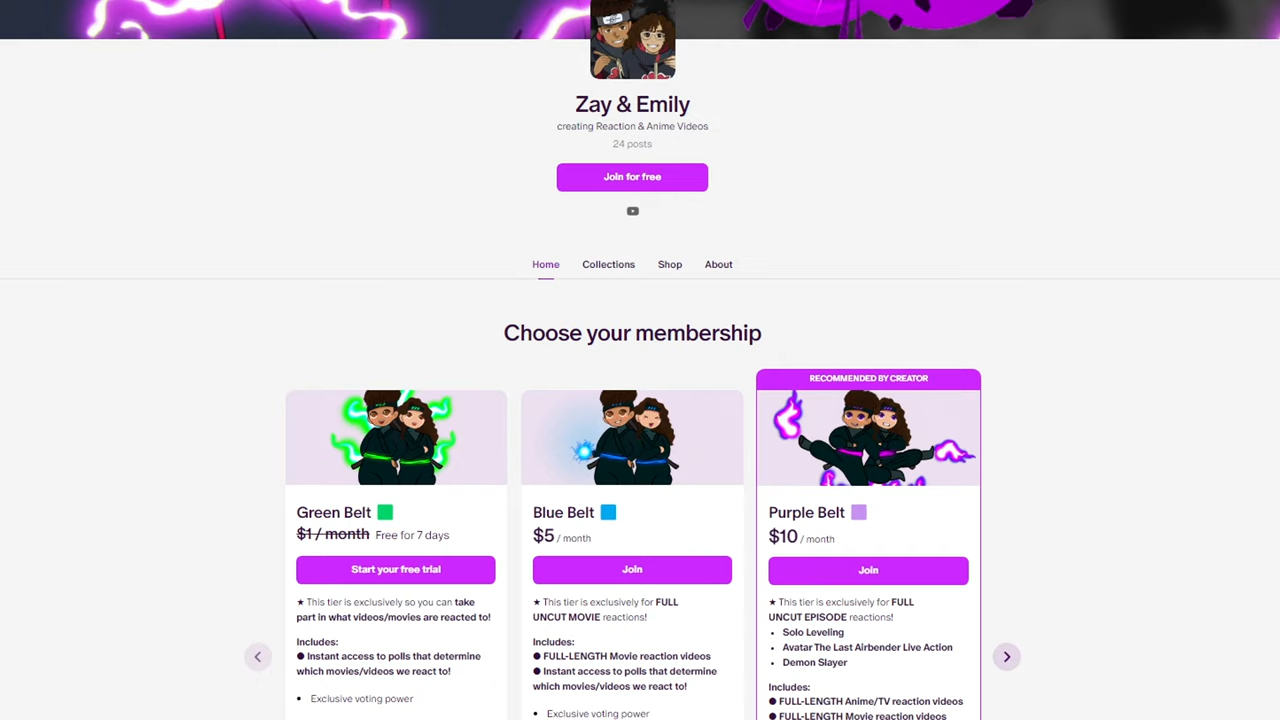 Zay & Emily
creating Reaction & Anime Videos
24 posts
Join for free
Home Collections Shop About
Choose your membership
Green Belt
$1 / month Free for 7 days
Start your free trial
★ This tier is exclusively so you can take
part in what videos/movies are reacted to!
Includes:
● Instant access to polls that determine
which movies/videos we react to!
• Exclusive voting power
Blue Belt
$5 / month
Join
★ This tier is exclusively for FULL
UNCUT MOVIE reactions!
Includes:
● FULL-LENGTH Movie reaction videos
● Instant access to polls that determine
which movies/videos we react to!
• Exclusive voting power
RECOMMENDED BY CREATOR
Purple Belt
$10 / month
Join
★ This tier is exclusively for FULL
UNCUT EPISODE reactions!
• Solo Leveling
• Avatar The Last Airbender Live Action
• Demon Slayer
Includes:
● FULL-LENGTH Anime/TV reaction videos
● FULL-LENGTH Movie reaction videos